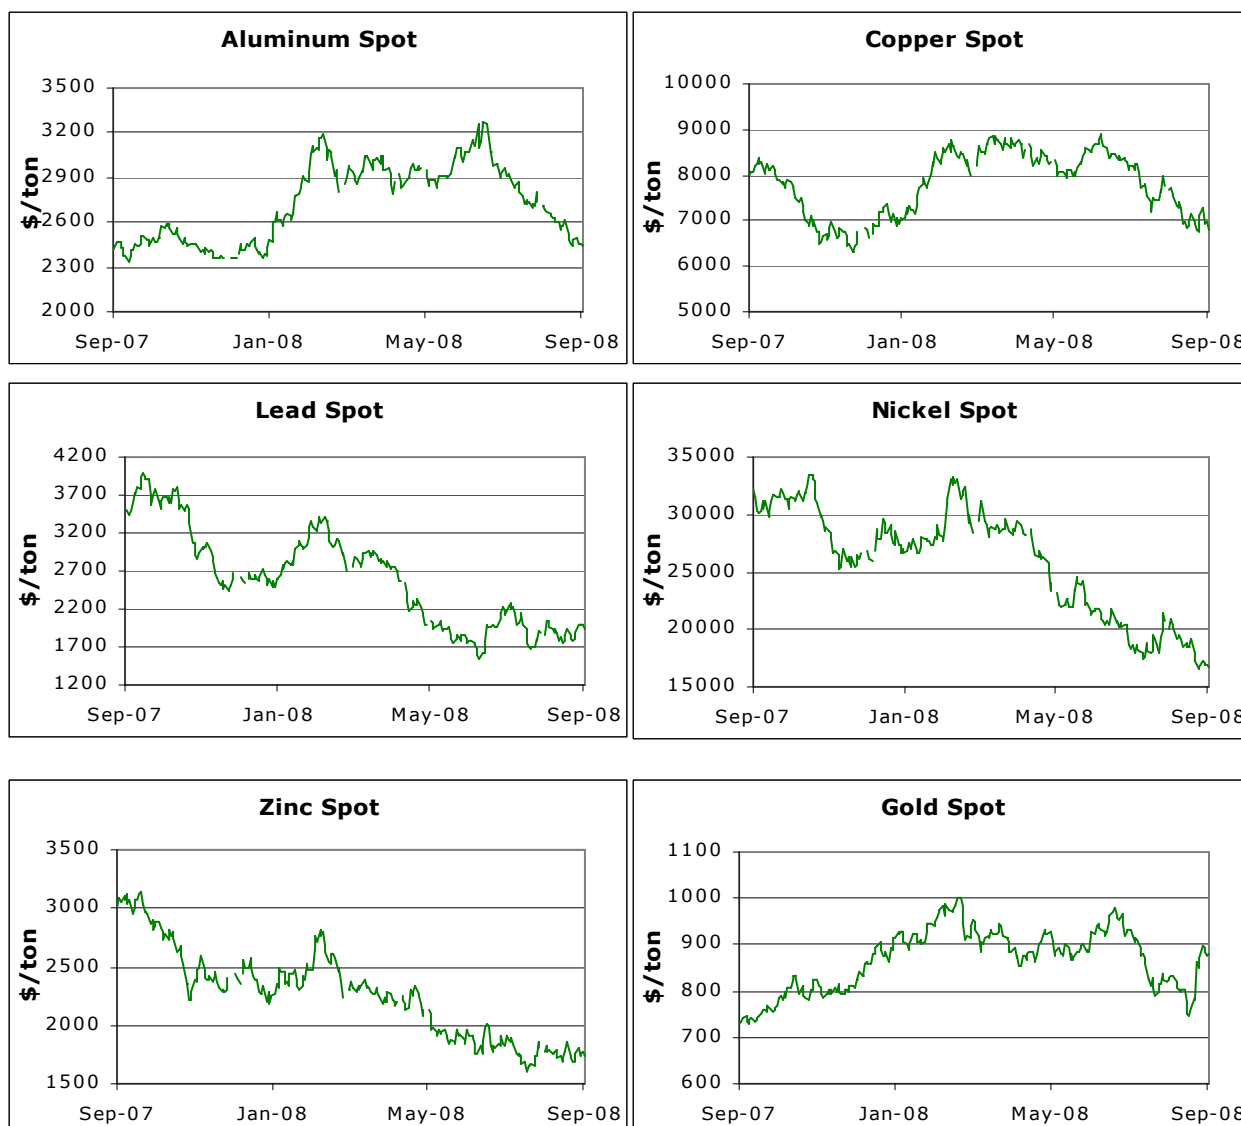 Aluminum Spot
$/ton
3500
3200
2900
2600
2300
2000
Sep-07 Jan-08 May-08 Sep-08
Copper Spot
$/ton
10000
9000
8000
7000
6000
5000
Sep-07 Jan-08 May-08 Sep-08
Lead Spot
$/ton
4200
3700
3200
2700
2200
1700
1200
Sep-07 Jan-08 May-08 Sep-08
Nickel Spot
$/ton
35000
30000
25000
20000
15000
Sep-07 Jan-08 May-08 Sep-08
Zinc Spot
$/ton
3500
3000
2500
2000
1500
Sep-07 Jan-08 May-08 Sep-08
Gold Spot
$/ton
1100
1000
900
800
700
600
Sep-07 Jan-08 May-08 Sep-08